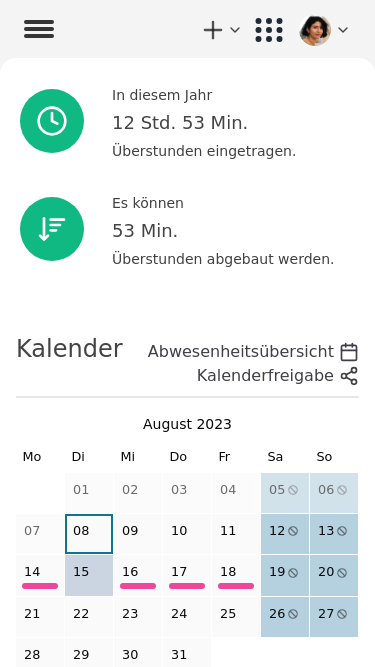 In diesem Jahr
12 Std. 53 Min.
Überstunden eingetragen.
Es können
53 Min.
Überstunden abgebaut werden.
Kalender
Abwesenheitsübersicht
Kalenderfreigabe
August 2023
Mo Di Mi Do Fr Sa So
01 02 03 04 05 06
07 08 09 10 11 12 13
14 15 16 17 18 19 20
21 22 23 24 25 26 27
28 29 30 31